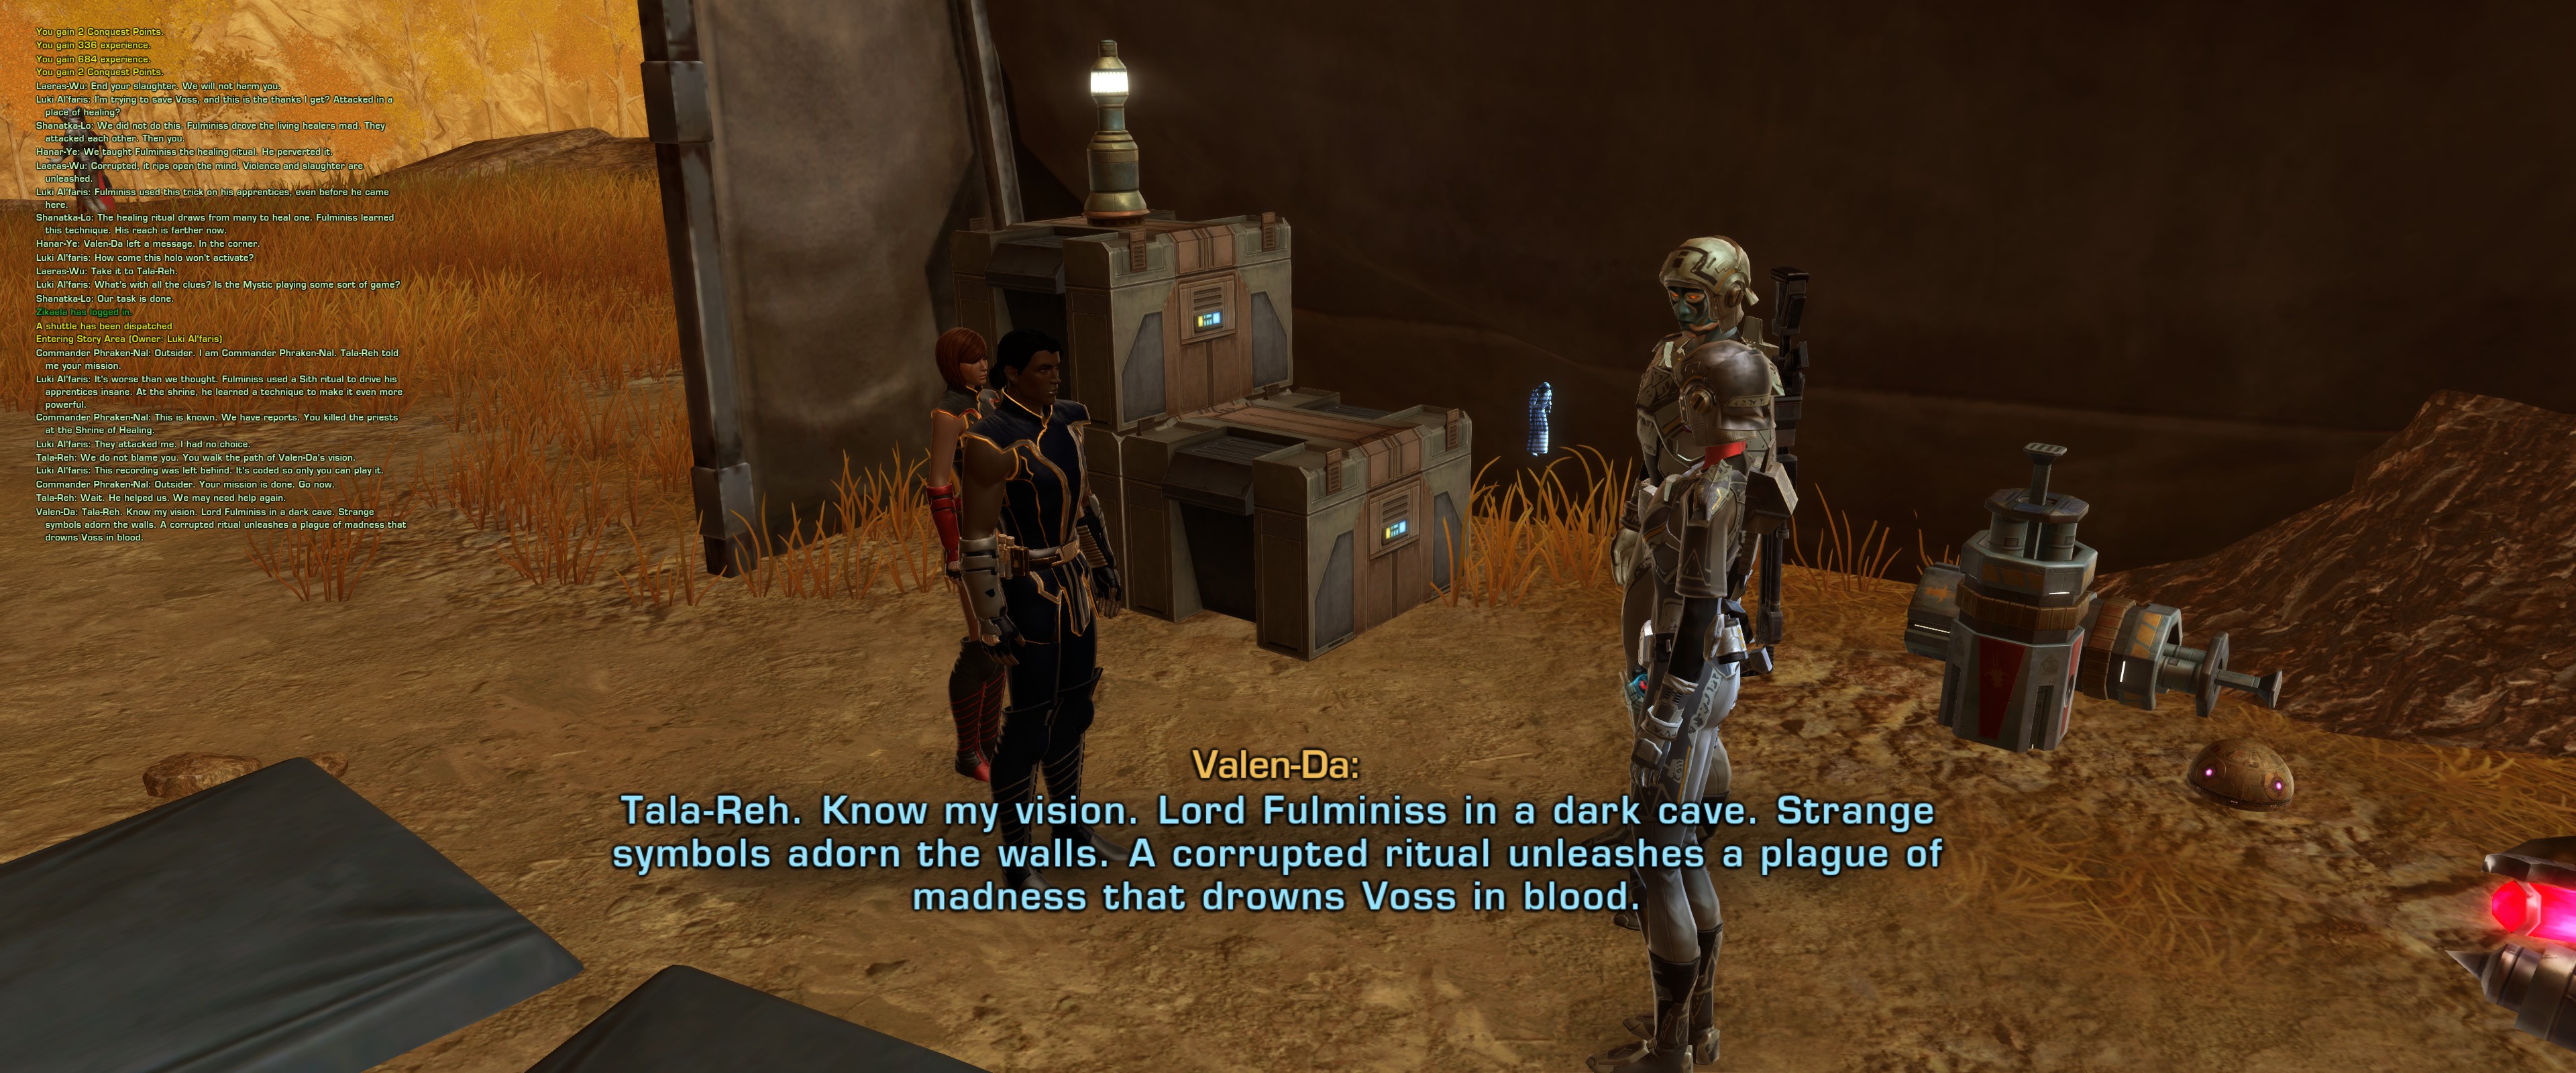 You gain 2 Conquest Points.
You gain 336 experience.
You gain 684 experience.
You gain 2 Conquest Points.
Laeras-Wu: End your slaughter. We will not harm you.
Luki Al'faris: I'm trying to save Voss, and this is the thanks I get? Attacked in a
place of healing?
Shanatka-Lo: We did not do this. Fulminiss drove the living healers mad. They
attacked each other. Then you.
Hanar-Ye: We taught Fulminiss the healing ritual. He perverted it.
Laeras-Wu: Corrupted, it rips open the mind. Violence and slaughter are
unleashed.
Luki Al'faris: Fulminiss used this trick on his apprentices, even before he came
here.
Shanatka-Lo: The healing ritual draws from many to heal one. Fulminiss learned
this technique. His reach is farther now.
Hanar-Ye: Valen-Da left a message. In the corner.
Luki Al'faris: How come this holo won't activate?
Laeras-Wu: Take it to Tala-Reh.
Luki Al'faris: What's with all the clues? Is the Mystic playing some sort of game?
Shanatka-Lo: Our task is done.
Zikaela has logged in.
A shuttle has been dispatched
Entering Story Area (Owner: Luki Al'faris)
Commander Phraken-Nal: Outsider. I am Commander Phraken-Nal. Tala-Reh told
me your mission.
Luki Al'faris: It's worse than we thought. Fulminiss used a Sith ritual to drive his
apprentices insane. At the shrine, he learned a technique to make it even more
powerful.
Commander Phraken-Nal: This is known. We have reports. You killed the priests
at the Shrine of Healing.
Luki Al'faris: They attacked me. I had no choice.
Tala-Reh: We do not blame you. You walk the path of Valen-Da's vision.
Luki Al'faris: This recording was left behind. It's coded so only you can play it.
Commander Phraken-Nal: Outsider. Your mission is done. Go now.
Tala-Reh: Wait. He helped us. We may need help again.
Valen-Da: Tala-Reh. Know my vision. Lord Fulminiss in a dark cave. Strange
symbols adorn the walls. A corrupted ritual unleashes a plague of madness that
drowns Voss in blood.
Valen-Da:
Tala-Reh. Know my vision. Lord Fulminiss in a dark cave. Strange
symbols adorn the walls. A corrupted ritual unleashes a plague of
madness that drowns Voss in blood.